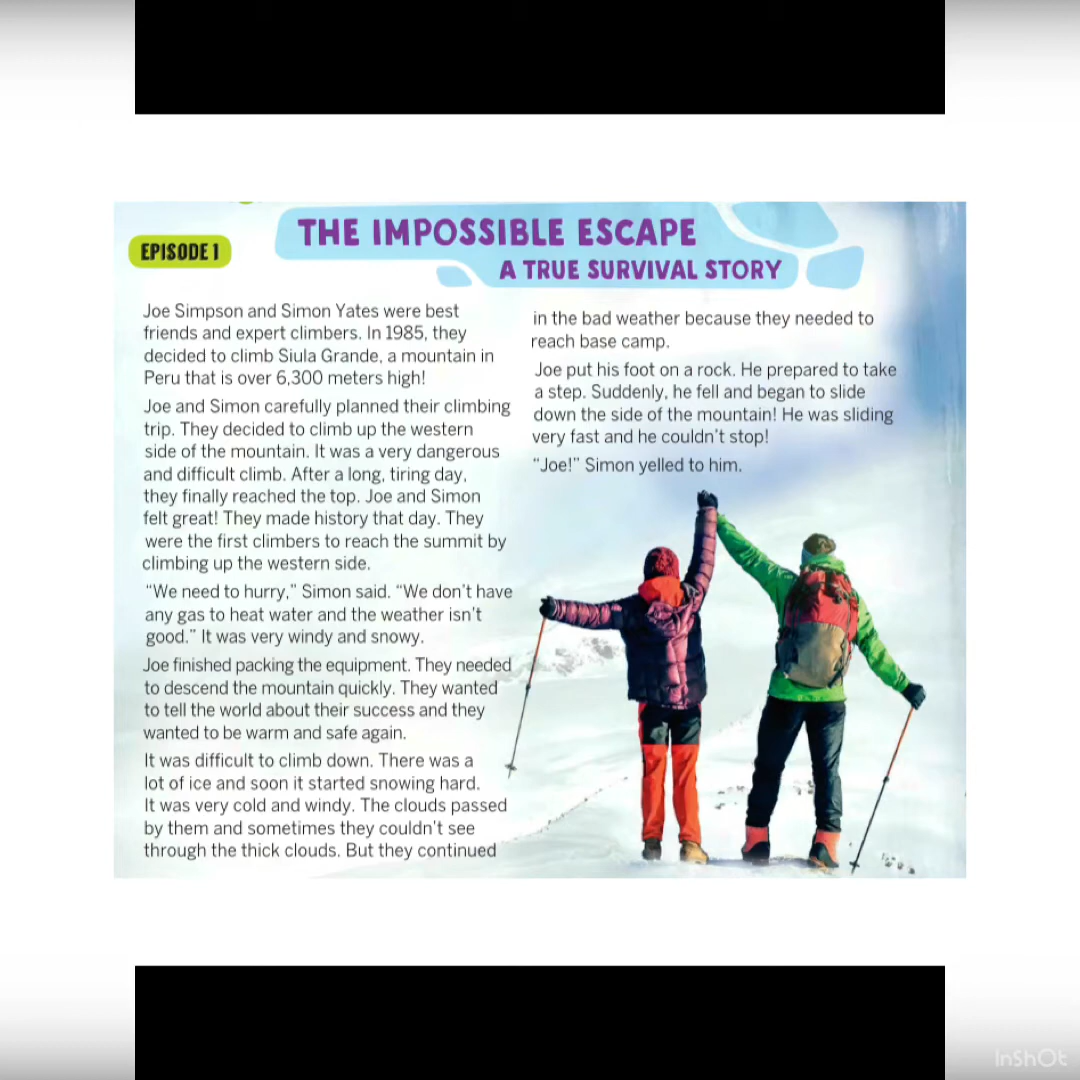 THE IMPOSSIBLE ESCAPE
A TRUE SURVIVAL STORY
EPISODE 1
Joe Simpson and Simon Yates were best
friends and expert climbers. In 1985, they
decided to climb Siula Grande, a mountain in
Peru that is over 6,300 meters high!
Joe and Simon carefully planned their climbing
trip. They decided to climb up the western
side of the mountain. It was a very dangerous
and difficult climb. After a long, tiring day,
they finally reached the top. Joe and Simon
felt great! They made history that day. They
were the first climbers to reach the summit by
climbing up the western side.
“We need to hurry,” Simon said. “We don’t have
any gas to heat water and the weather isn’t
good.” It was very windy and snowy.
Joe finished packing the equipment. They needed
to descend the mountain quickly. They wanted
to tell the world about their success and they
wanted to be warm and safe again.
It was difficult to climb down. There was a
lot of ice and soon it started snowing hard.
It was very cold and windy. The clouds passed
by them and sometimes they couldn’t see
through the thick clouds. But they continued
in the bad weather because they needed to
reach base camp.
Joe put his foot on a rock. He prepared to take
a step. Suddenly, he fell and began to slide
down the side of the mountain! He was sliding
very fast and he couldn’t stop!
“Joe!” Simon yelled to him.
InShOt